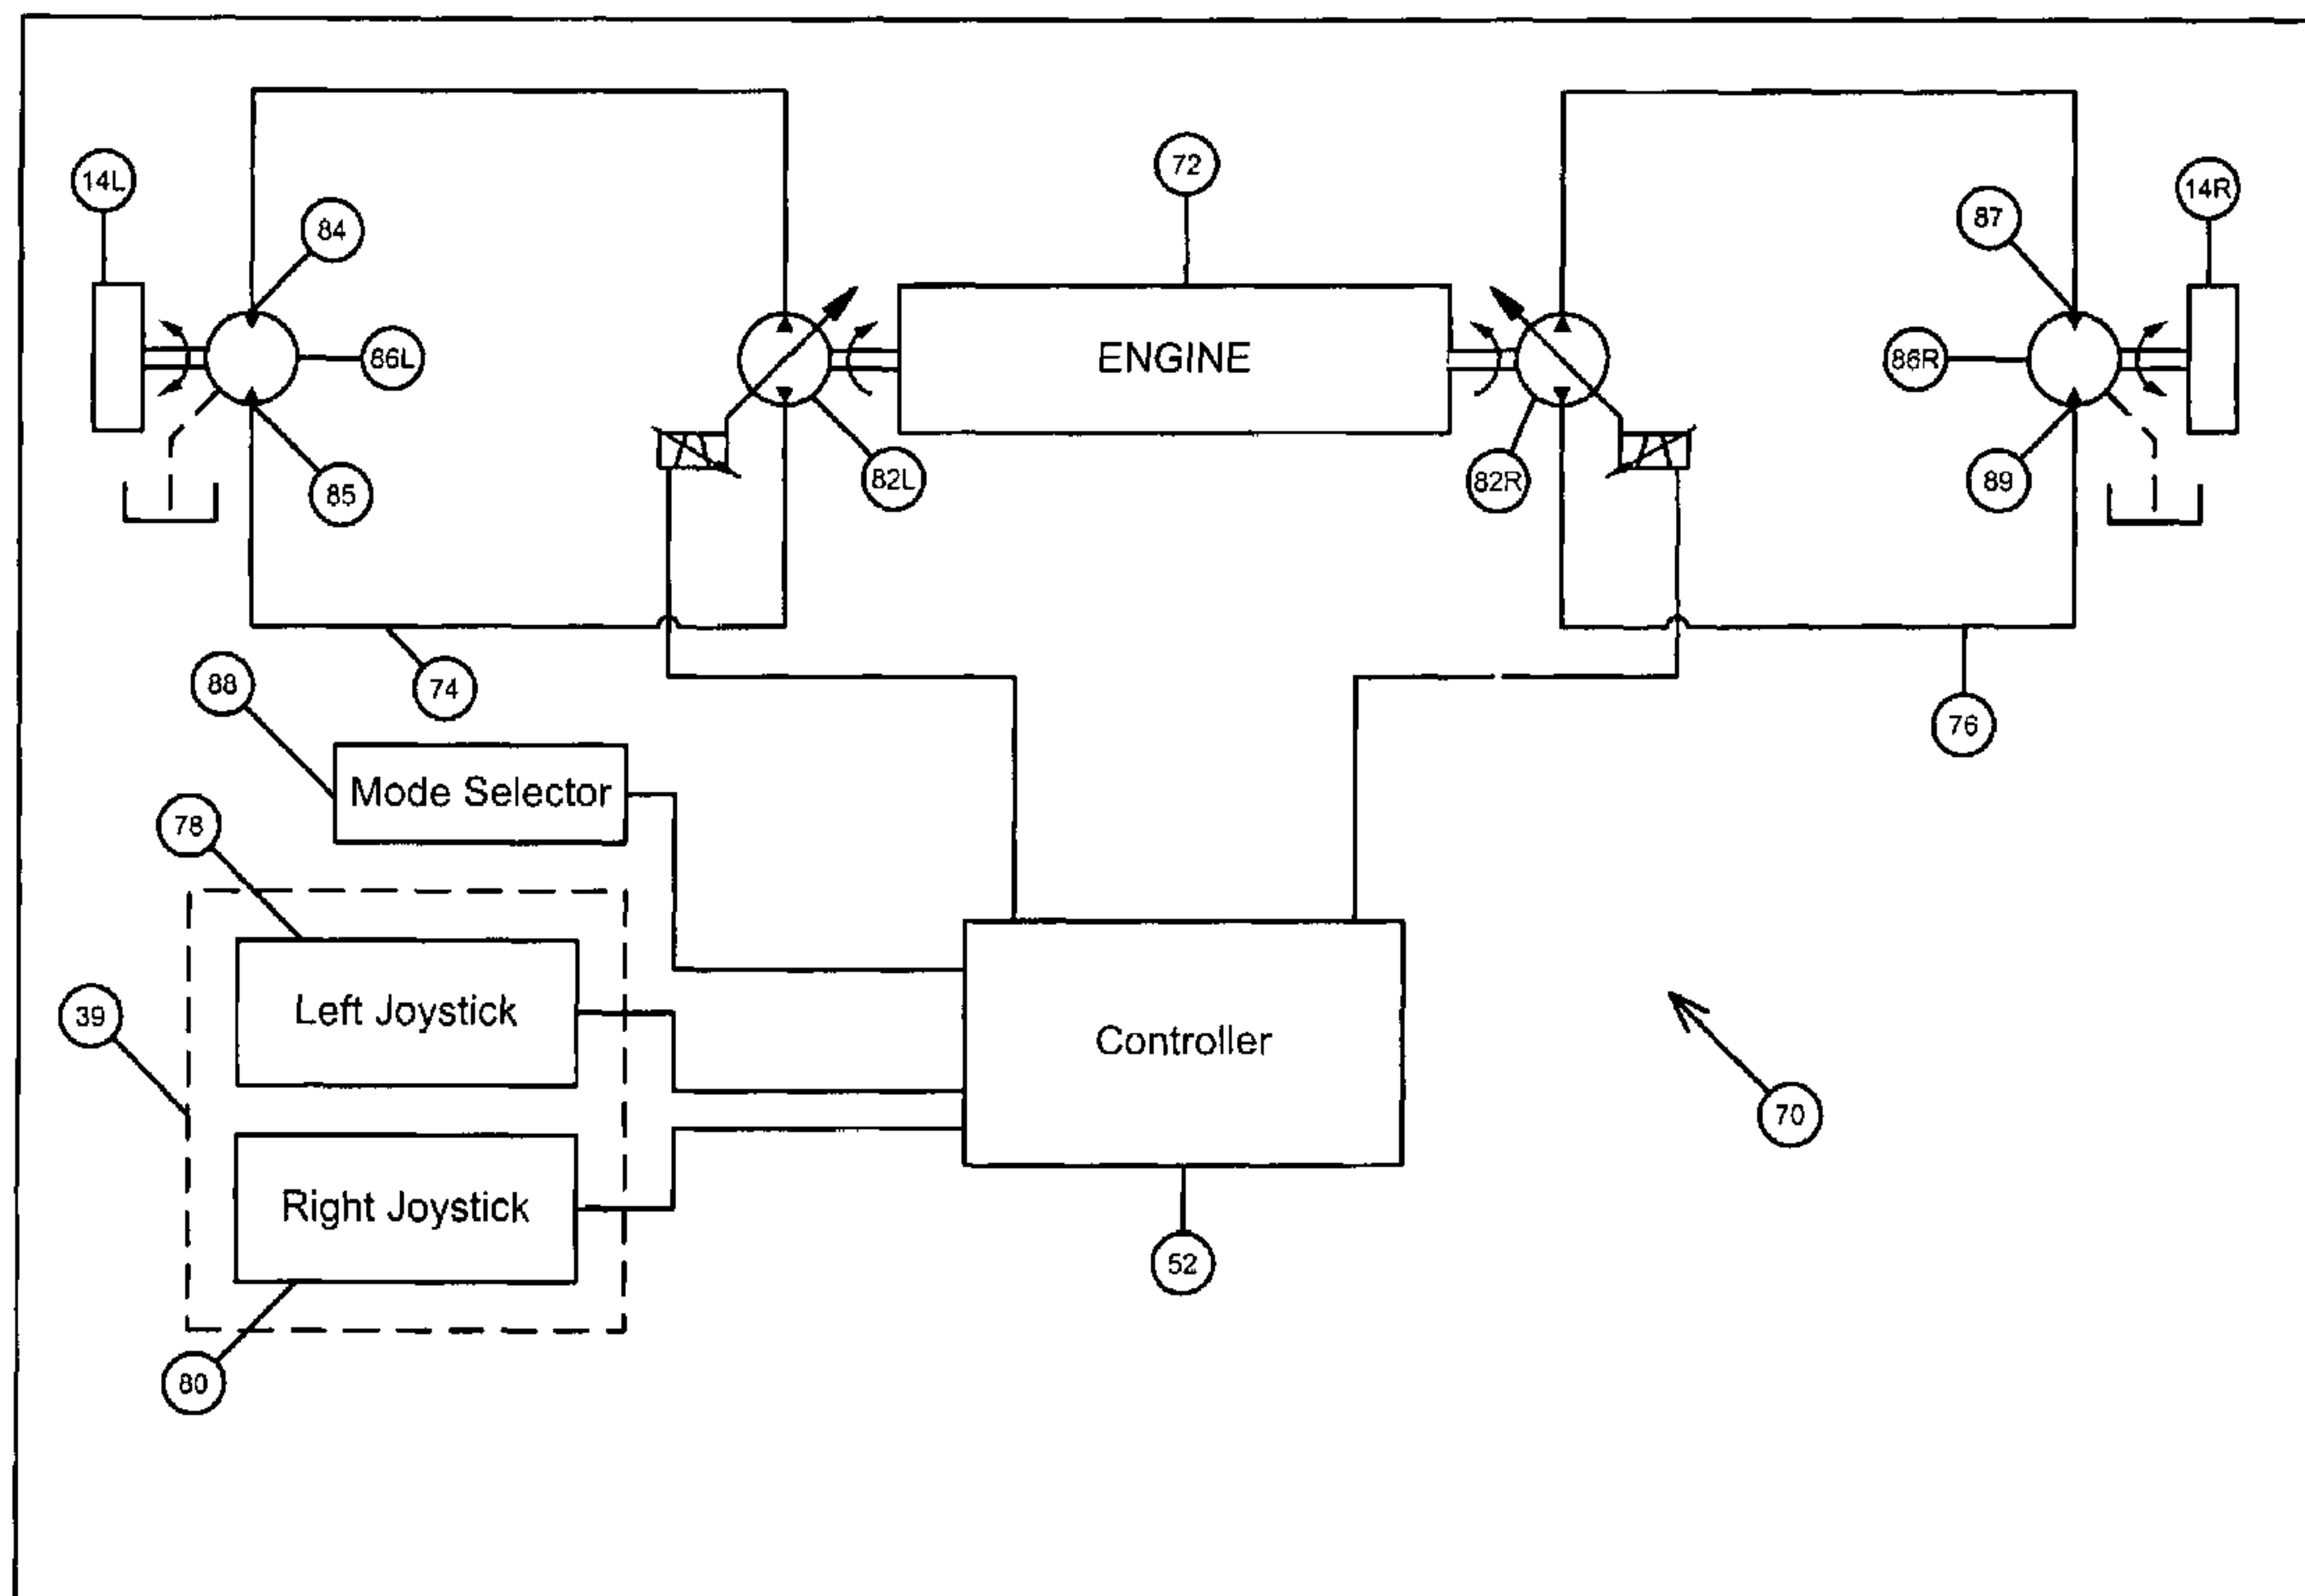 72
14L
14R
84
87
ENGINE
86L
86R
85
82L
82R
89
88
74
76
Mode Selector
78
Left Joystick
39
Controller
70
Right Joystick
52
80